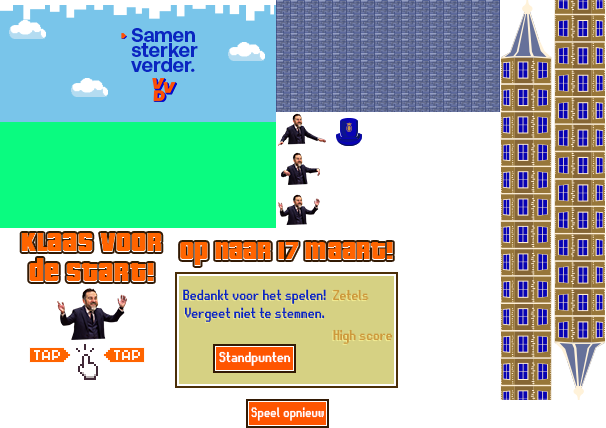 Samen
sterker
verder.
VVD
Klaas voor
de start!
op naar 17 maart!
TAP TAP
Bedankt voor het spelen! Zetels
Vergeet niet te stemmen.
High score
Standpunten
Speel opnieuw